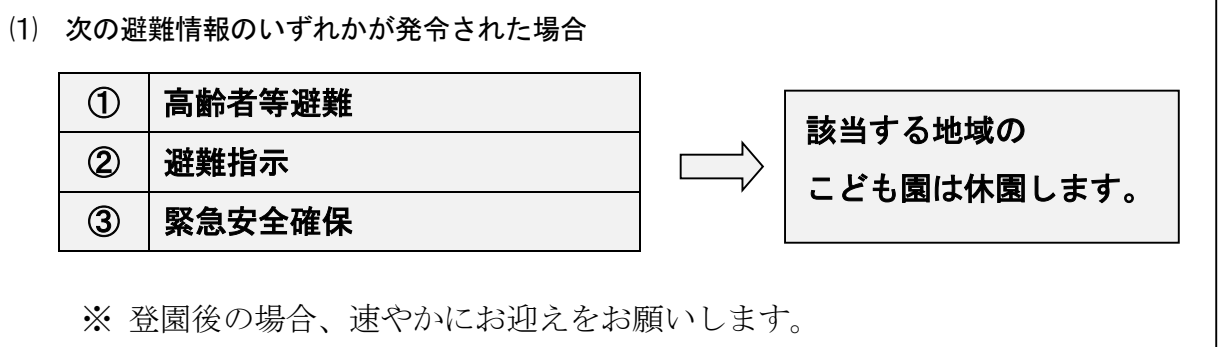 ⑴ 次の避難情報のいずれかが発令された場合
① 高齢者等避難
② 避難指示
③ 緊急安全確保
該当する地域の
こども園は休園します。
※ 登園後の場合、速やかにお迎えをお願いします。